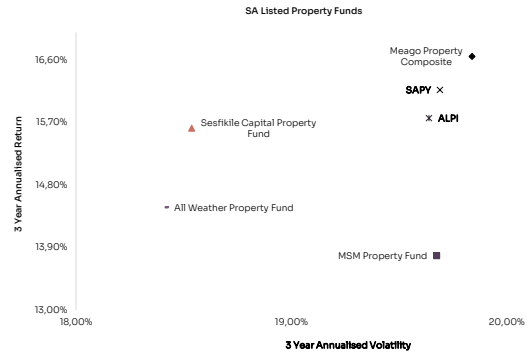 SA Listed Property Funds
3 Year Annualised Return
16,60%
15,70%
14,80%
13,90%
13,00%
Meago Property
Composite
SAPY
ALPI
Sesfikile Capital Property
Fund
All Weather Property Fund
MSM Property Fund
18,00%
19,00%
20,00%
3 Year Annualised Volatility